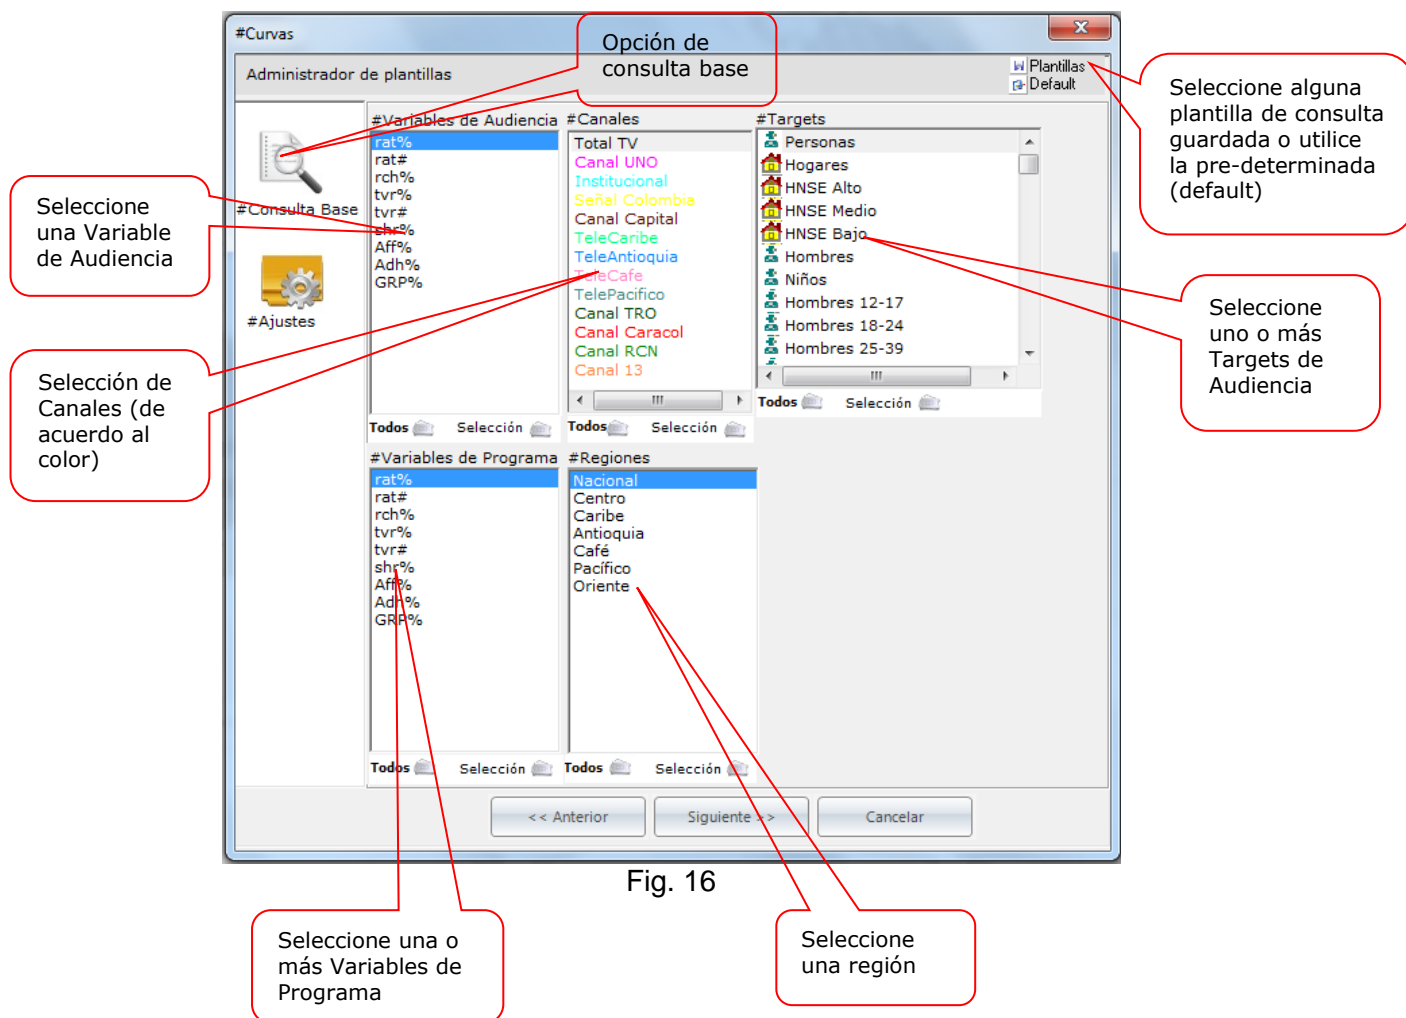 #Curvas
Administrador de plantillas
Plantillas
Default
Opción de
consulta base
Seleccione alguna
plantilla de consulta
guardada o utilice
la pre-determinada
(default)
#Consulta Base
#Ajustes
Seleccione
una Variable
de Audiencia
Selección de
Canales (de
acuerdo al
color)
#Variables de Audiencia
rat%
rat#
rch%
tvr%
tvr#
shr%
Aff%
Adh%
GRP%
Todos
Selección
#Canales
Total TV
Canal UNO
Institucional
Señal Colombia
Canal Capital
TeleCaribe
TeleAntioquia
TeleCafe
TelePacifico
Canal TRO
Canal Caracol
Canal RCN
Canal 13
Todos
Selección
#Targets
Personas
Hogares
HNSE Alto
HNSE Medio
HNSE Bajo
Hombres
Niños
Hombres 12-17
Hombres 18-24
Hombres 25-39
Todos
Selección
Seleccione
uno o más
Targets de
Audiencia
#Variables de Programa
rat%
rat#
rch%
tvr%
tvr#
shr%
Aff%
Adh%
GRP%
Todos
Selección
#Regiones
Nacional
Centro
Caribe
Antioquia
Café
Pacífico
Oriente
Todos
Selección
<< Anterior
Siguiente >>
Cancelar
Fig. 16
Seleccione una o
más Variables de
Programa
Seleccione
una región